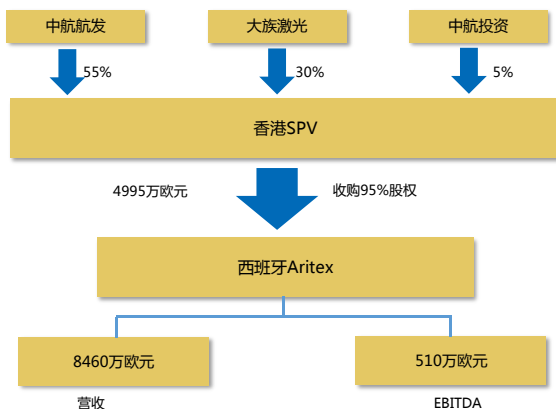 中航航发
大族激光
中航投资
55%
30%
5%
香港SPV
4995万欧元
收购95%股权
西班牙Aritex
8460万欧元
510万欧元
营收
EBITDA